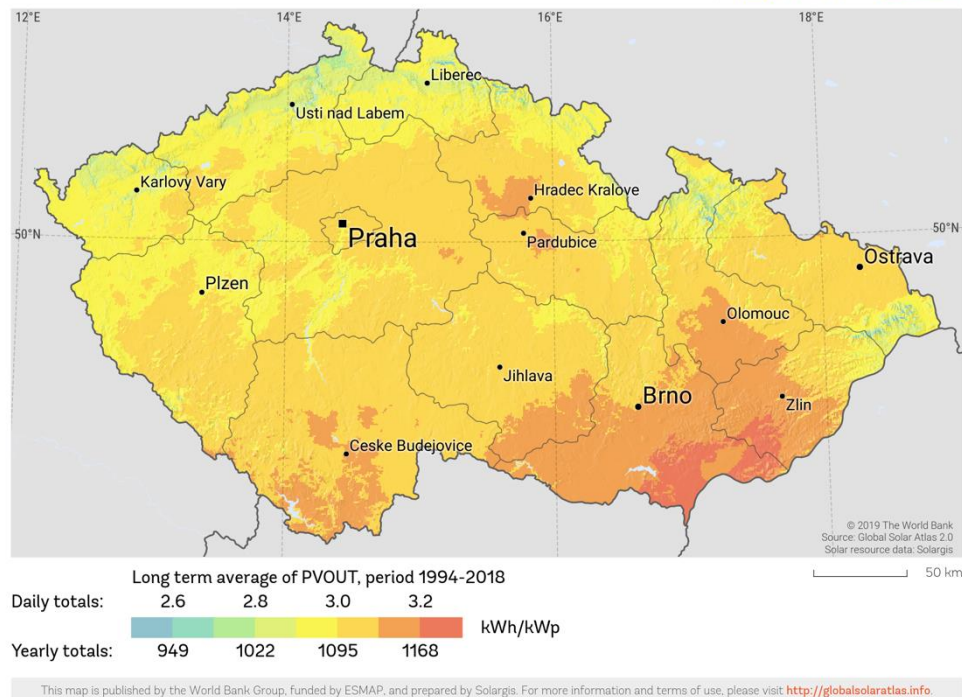 12°E 14°E 16°E 18°E
Liberec
Usti nad Labem
Karlovy Vary
Hradec Kralove
50°N Praha Pardubice 50°N
Ostrava
Plzen
Olomouc
Jihlava
Brno
Zlin
Ceske Budejovice
© 2019 The World Bank
Source: Global Solar Atlas 2.0
Solar resource data: Solargis
Long term average of PVOUT, period 1994-2018
50 km
Daily totals: 2.6 2.8 3.0 3.2
kWh/kWp
Yearly totals: 949 1022 1095 1168
This map is published by the World Bank Group, funded by ESMAP, and prepared by Solargis. For more information and terms of use, please visit http://globalsolaratlas.info.